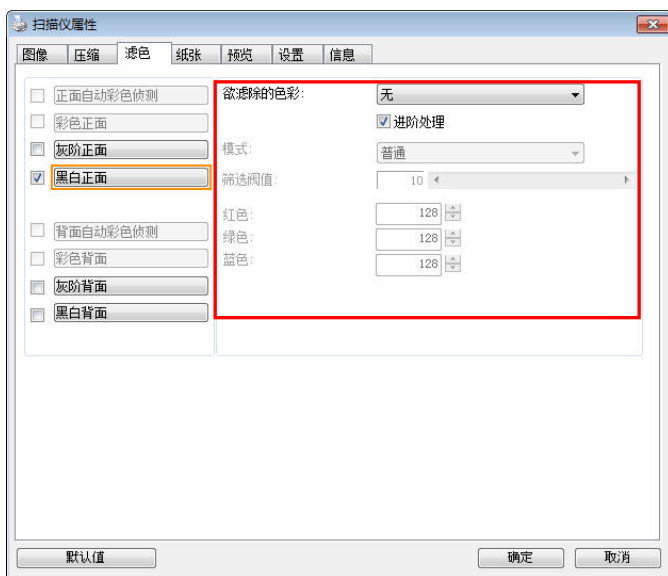 扫描仪属性
图像 压缩 滤色 纸张 预览 设置 信息
正面自动彩色侦测
彩色正面
灰阶正面
黑白正面
背面自动彩色侦测
彩色背面
灰阶背面
黑白背面
欲滤除的色彩: 无
进阶处理
模式: 普通
筛选阀值: 10
红色: 128
绿色: 128
蓝色: 128
默认值 确定 取消